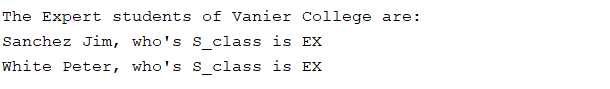 The Expert students of Vanier College are:
Sanchez Jim, who's S_class is EX
White Peter, who's S_class is EX